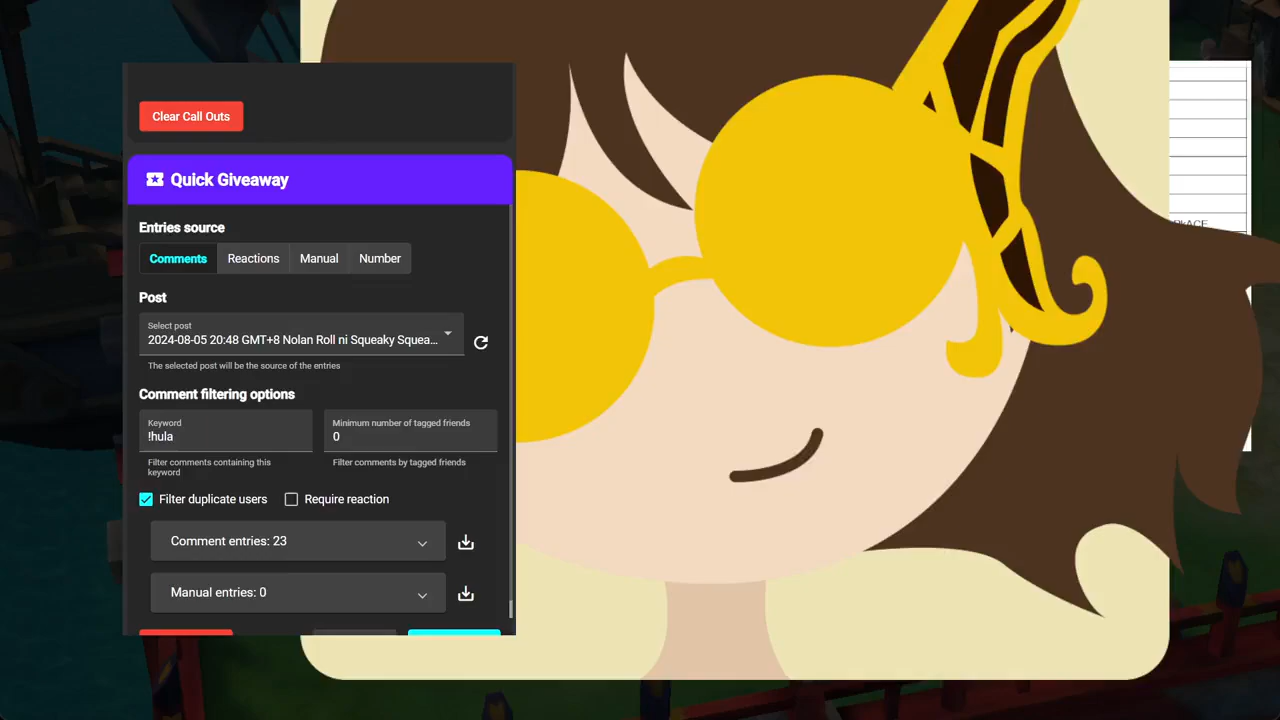 Clear Call Outs
Quick Giveaway
Entries source
Comments
Reactions
Manual
Number
Post
Select post
2024-08-05 20:48 GMT+8 Nolan Roll ni Squeaky Squea...
The selected post will be the source of the entries
Comment filtering options
Keyword
!hula
Filter comments containing this
keyword
Minimum number of tagged friends
0
Filter comments by tagged friends
Filter duplicate users
Require reaction
Comment entries: 23
Manual entries: 0